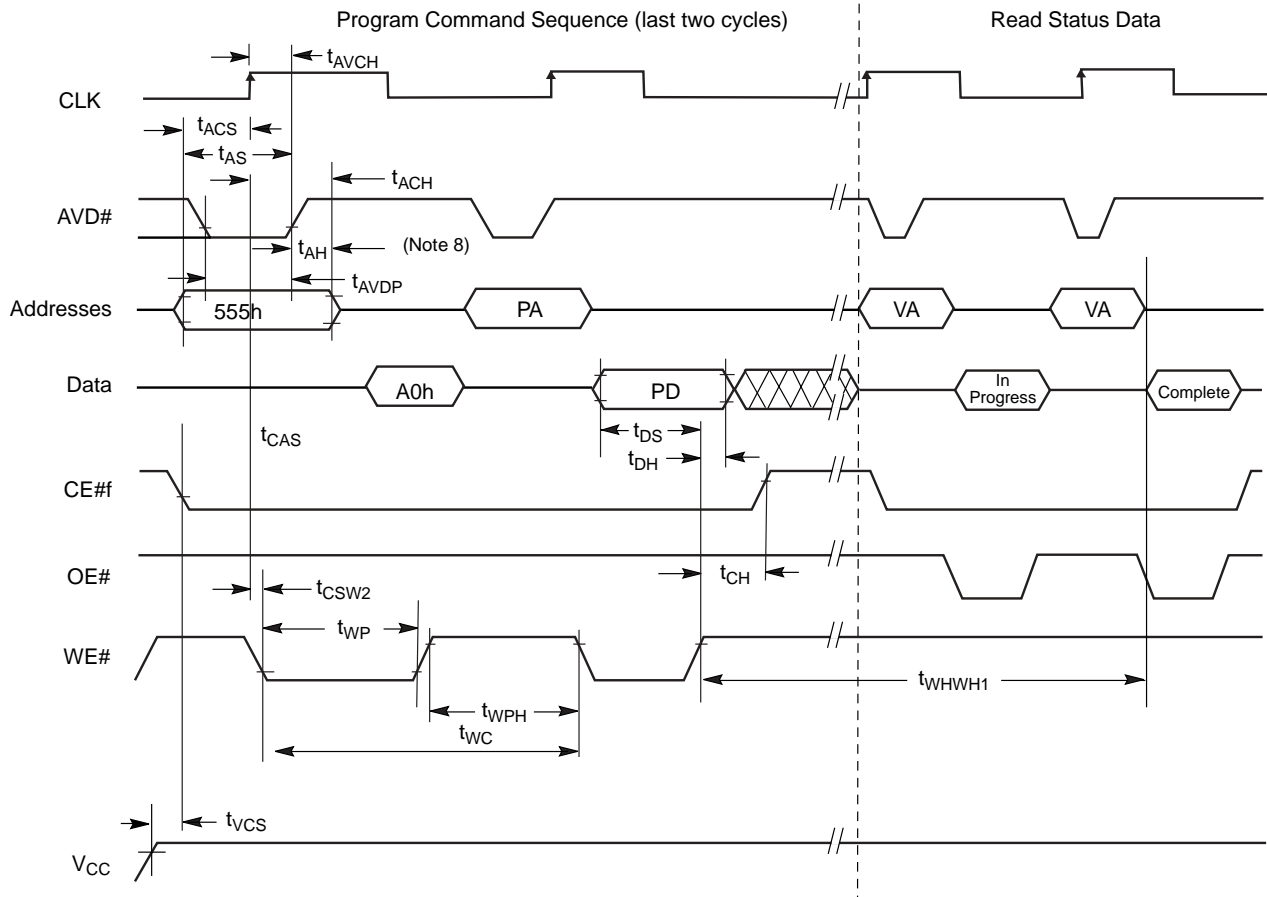 Program Command Sequence (last two cycles)
Read Status Data
tAVCH
CLK
tACS
tAS
tACH
AVD#
tAH
(Note 8)
tAVDP
Addresses
555h
PA
VA
VA
Data
A0h
PD
In
Progress
Complete
tCAS
tDS
tDH
CE#f
OE#
tCH
tCSW2
tWP
WE#
tWHWH1
tWPH
tWC
tVCS
VCC